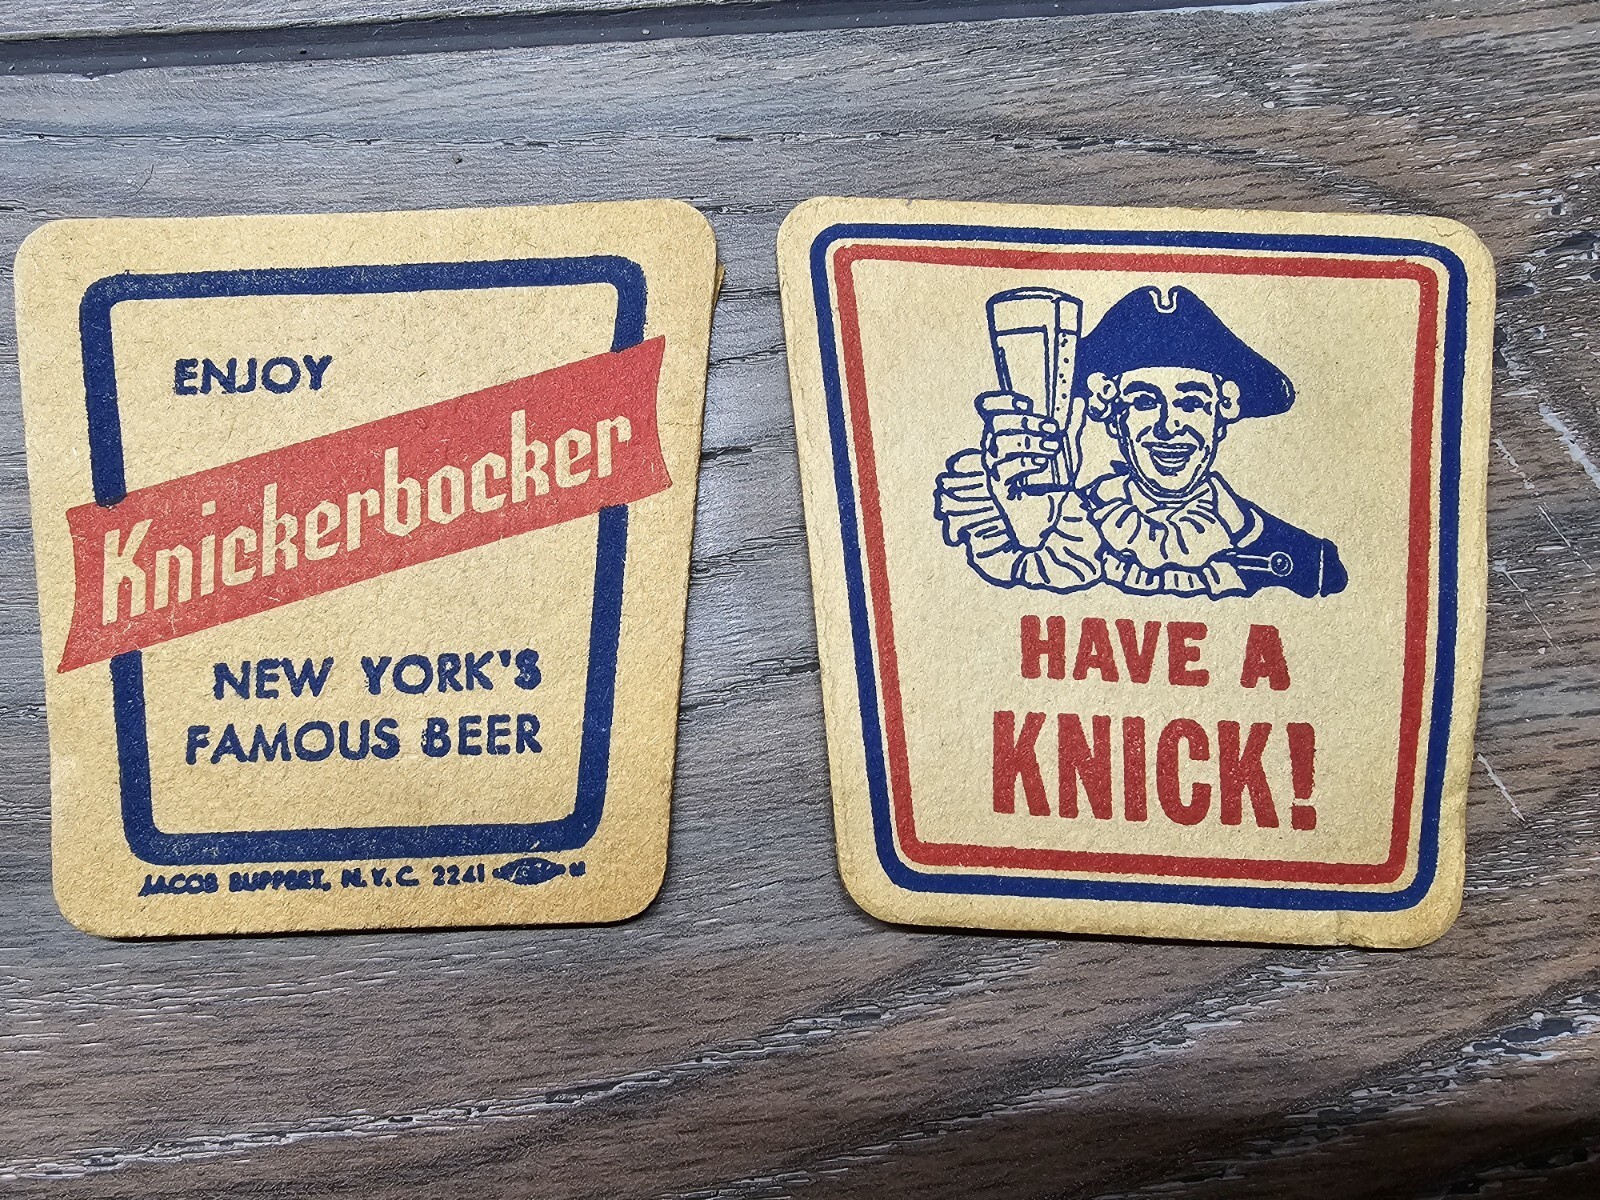 ENJOY
Knickerbocker
NEW YORK'S
FAMOUS BEER
JACOB RUPPERT, N.Y.C. 2241
HAVE A
KNICK!